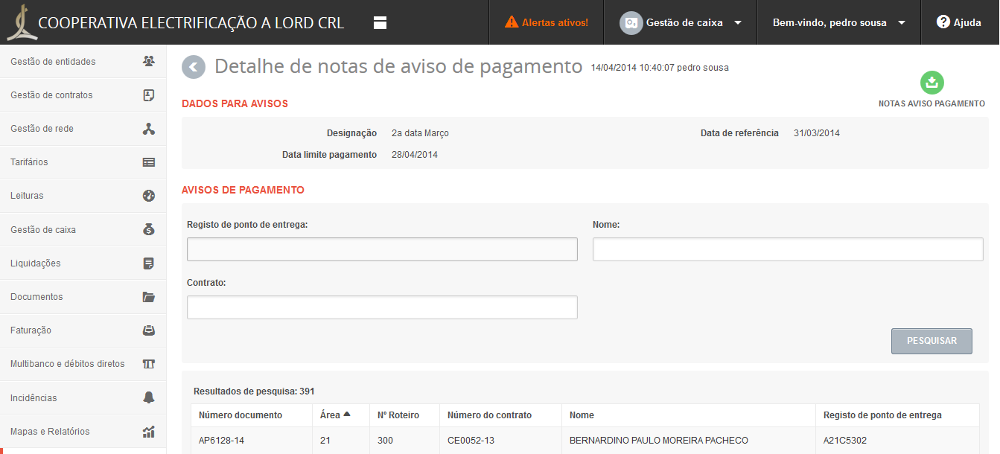 COOPERATIVA ELECTRIFICAÇÃO A LORD CRL
Alertas ativos!
Gestão de caixa
Bem-vindo, pedro sousa
Ajuda
Gestão de entidades
Gestão de contratos
Gestão de rede
Tarifários
Leituras
Gestão de caixa
Liquidações
Documentos
Faturação
Multibanco e débitos diretos
Incidências
Mapas e Relatórios
Detalhe de notas de aviso de pagamento 14/04/2014 10:40:07 pedro sousa
NOTAS AVISO PAGAMENTO
DADOS PARA AVISOS
Designação 2a data Março Data de referência 31/03/2014
Data limite pagamento 28/04/2014
AVISOS DE PAGAMENTO
Registo de ponto de entrega: Nome:
Contrato:
PESQUISAR
Resultados de pesquisa: 391
Número documento Área Nº Roteiro Número do contrato Nome Registo de ponto de entrega
AP6128-14 21 300 CE0052-13 BERNARDINO PAULO MOREIRA PACHECO A21C5302